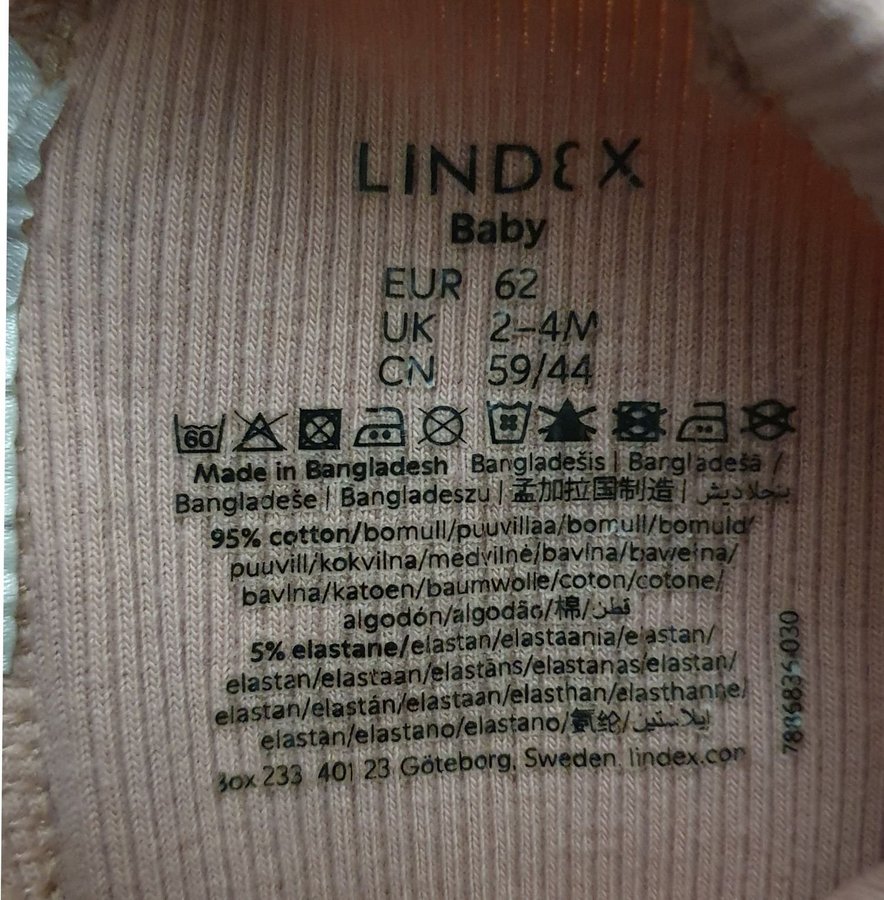 LINDEX
Baby
EUR 62
UK 2-4M
CN 59/44
60
Made in Bangladesh Bangladešis | Bangladešā /
Bangladeše | Bangladeszu | 孟加拉国制造 | بنجلاديش
95% cotton/bomull/puuvillaa/bomull/bomuld/
puuvill/kokvilna/medvilnė/bavlna/bawełna/
bavlna/katoen/baumwolle/coton/cotone/
algodón/algodão/棉/قطن
5% elastane/elastan/elastaania/elastan/
elastan/elastaan/elastāns/elastanas/elastan/
elastan/elastán/elastaan/elasthan/elasthanne/
elastan/elastano/elastano/氨纶/إيلاستين
Box 233 401 23 Göteborg, Sweden. lindex.com